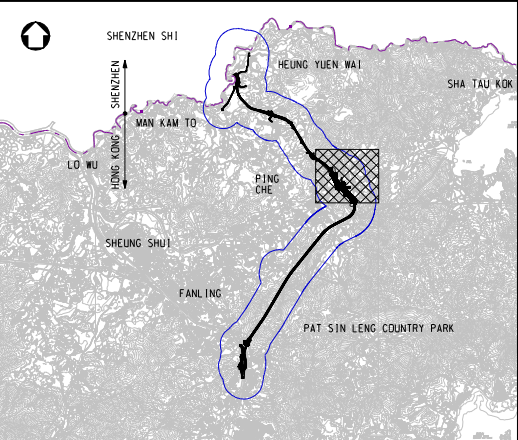 SHENZHEN SHI
HEUNG YUEN WAI
SHENZHEN
SHA TAU KOK
MAN KAM TO
HONG KONG
LO WU
PING
CHE
SHEUNG SHUI
FANLING
PAT SIN LENG COUNTRY PARK